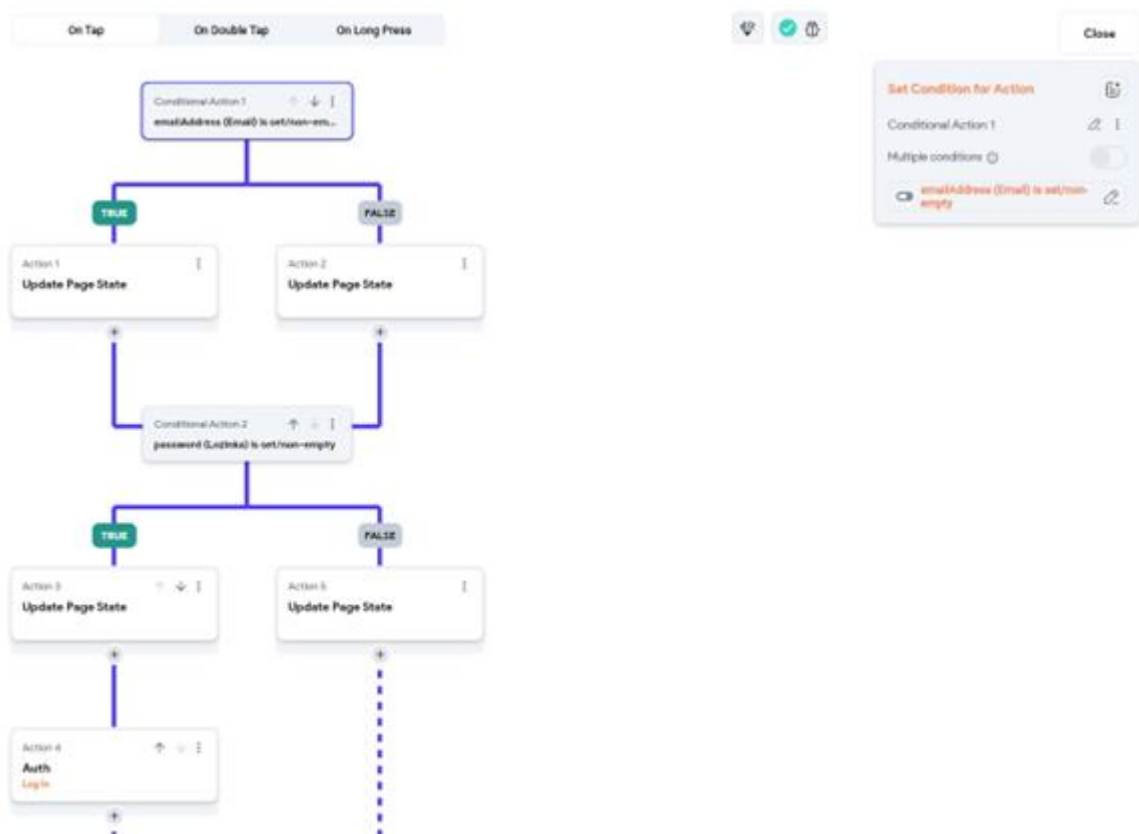 On Tap
On Double Tap
On Long Press
Close
Conditional Action 1
emailAddress (Email) is set/non-em...
Set Condition for Action
Conditional Action 1
Multiple conditions
emailAddress (Email) is set/non-
empty
TRUE
FALSE
Action 1
Update Page State
Action 2
Update Page State
Conditional Action 2
password (Lozinka) is set/non-empty
TRUE
FALSE
Action 3
Update Page State
Action 5
Update Page State
Action 4
Auth
Log In